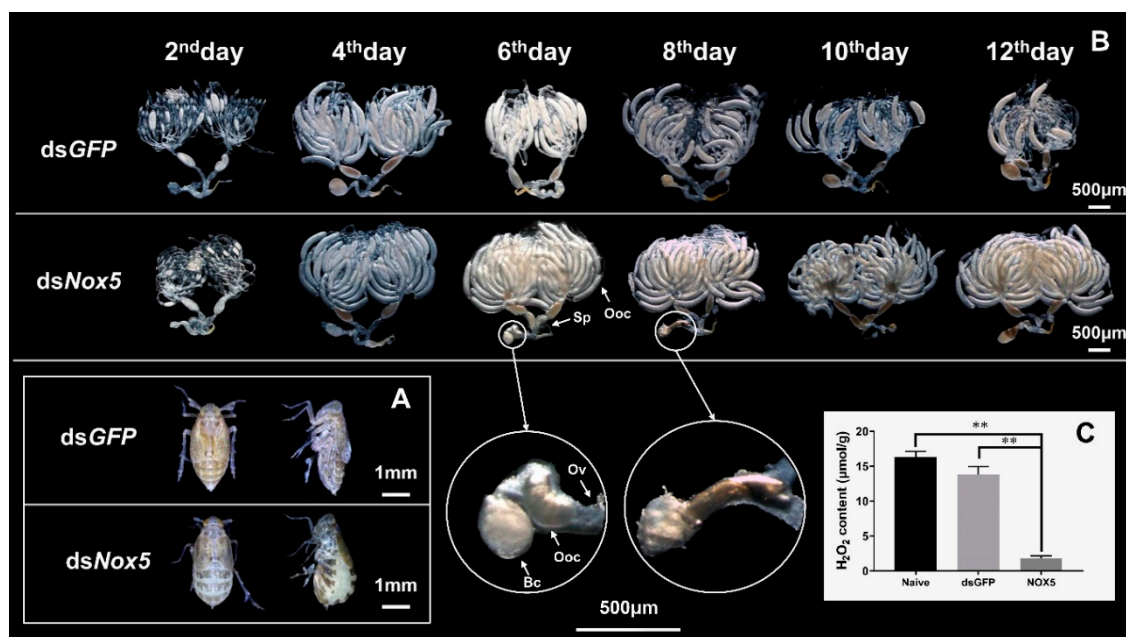 2ⁿᵈday 4ᵗʰday 6ᵗʰday 8ᵗʰday 10ᵗʰday 12ᵗʰday B
dsGFP
500μm
dsNox5
Ooc
Sp
500μm
A
dsGFP
1mm
dsNox5
1mm
Ov
Ooc
Bc
500μm
C
H₂O₂ content (μmol/g)
20
15
10
5
0
**
**
Naive dsGFP NOX5